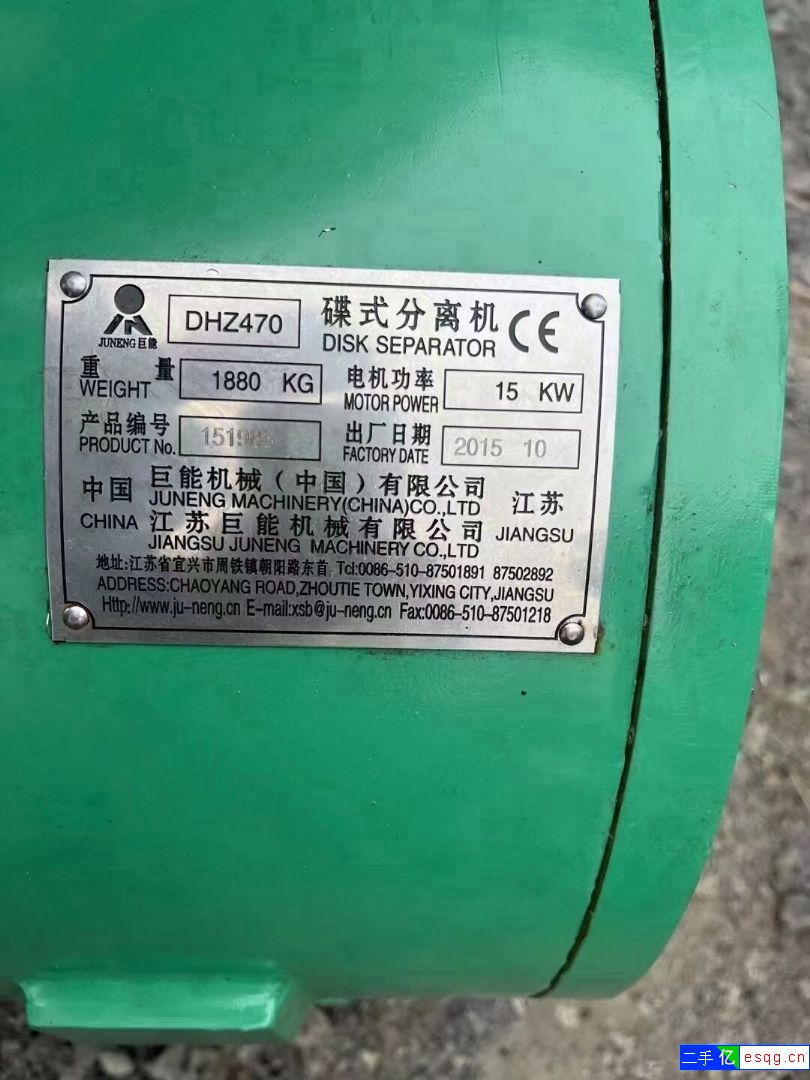 JUNENG 巨能
DHZ470
碟式分离机
DISK SEPARATOR
CE
重 量
WEIGHT
1880 KG
电机功率
MOTOR POWER
15 KW
产品编号
PRODUCT No.
出厂日期
FACTORY DATE
2015 10
中国
CHINA
巨能机械(中国)有限公司
JUNENG MACHINERY(CHINA)CO.,LTD
江苏巨能机械有限公司
JIANGSU JUNENG MACHINERY CO.,LTD
江苏
JIANGSU
地址:江苏省宜兴市周铁镇朝阳路东首 Tcl:0086-510-87501891 87502892
ADDRESS:CHAOYANG ROAD,ZHOUTIE TOWN,YIXING CITY,JIANGSU
Http://www.ju-neng.cn E-mail:xsb@ju-neng.cn Fax:0086-510-87501218
二手亿 esqg.cn